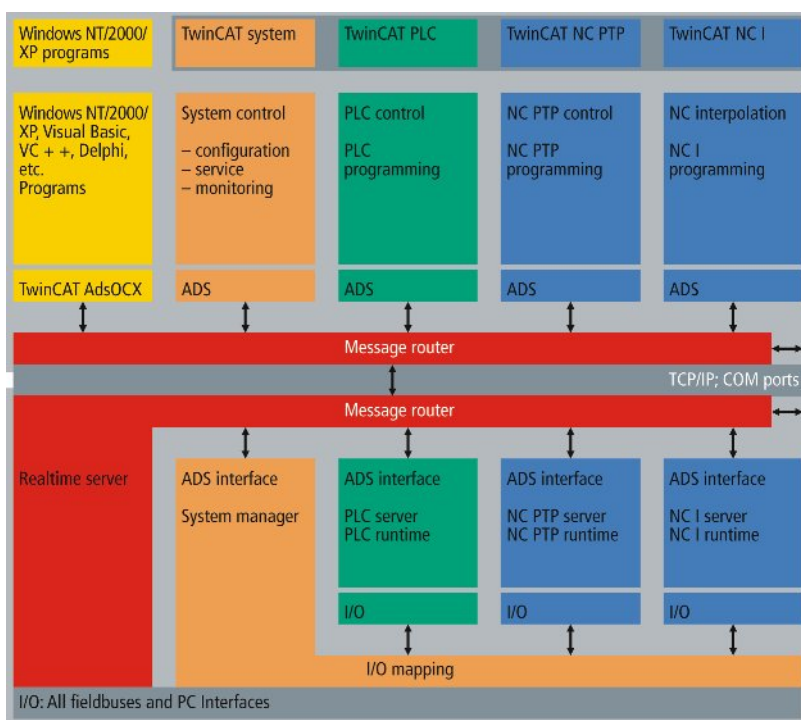 Windows NT/2000/
XP programs
TwinCAT system
TwinCAT PLC
TwinCAT NC PTP
TwinCAT NC I
Windows NT/2000/
XP, Visual Basic,
VC + +, Delphi,
etc.
Programs
System control
– configuration
– service
– monitoring
PLC control
PLC
programming
NC PTP control
NC PTP
programming
NC interpolation
NC I
programming
TwinCAT AdsOCX
ADS
ADS
ADS
ADS
Message router
TCP/IP; COM ports
Message router
Realtime server
ADS interface
System manager
ADS interface
PLC server
PLC runtime
ADS interface
NC PTP server
NC PTP runtime
ADS interface
NC I server
NC I runtime
I/O
I/O
I/O
I/O mapping
I/O: All fieldbuses and PC Interfaces